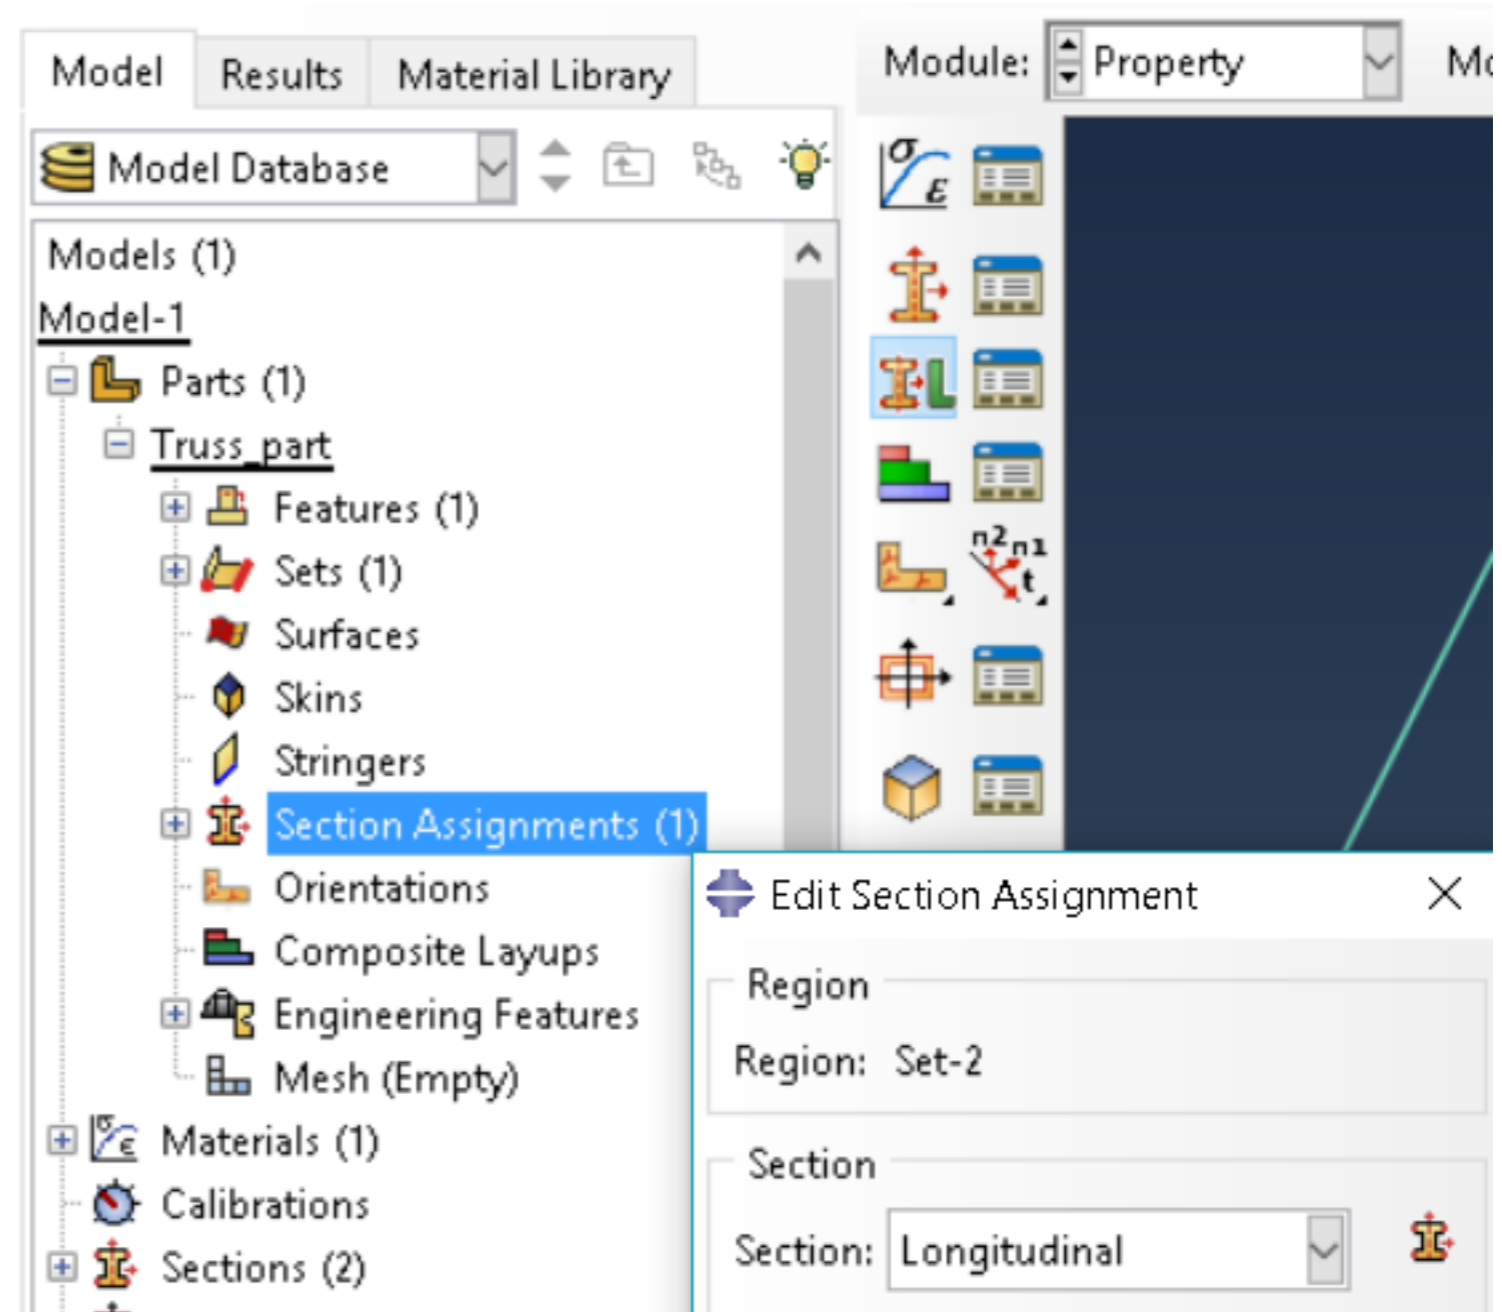 Model Results Material Library
Module: Property
Model Database
Models (1)
Model-1
Parts (1)
Truss_part
Features (1)
Sets (1)
Surfaces
Skins
Stringers
Section Assignments (1)
Orientations
Composite Layups
Engineering Features
Mesh (Empty)
Materials (1)
Calibrations
Sections (2)
σ
ε
n2 n1
t
Edit Section Assignment
Region
Region: Set-2
Section
Section: Longitudinal